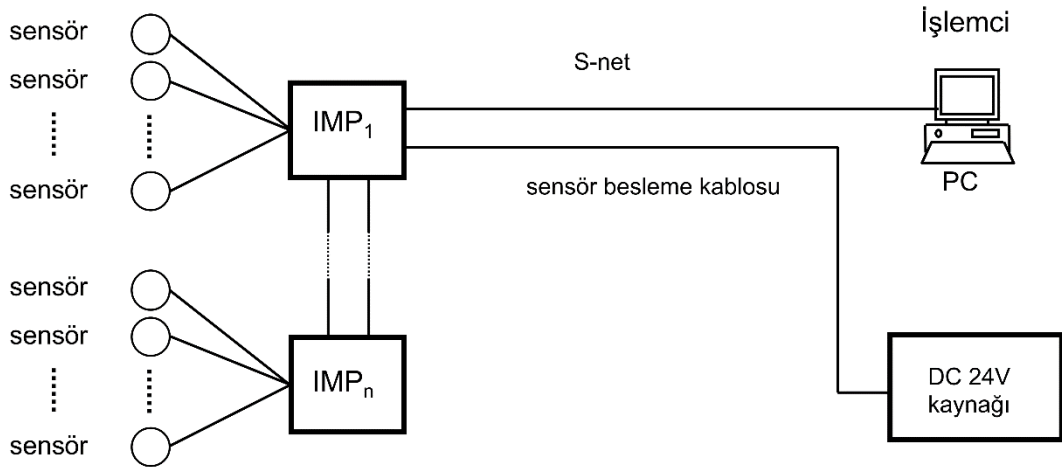 sensör
İşlemci
S-net
sensör
IMP1
sensör
PC
sensör besleme kablosu
sensör
sensör
IMPn
DC 24V
kaynağı
sensör